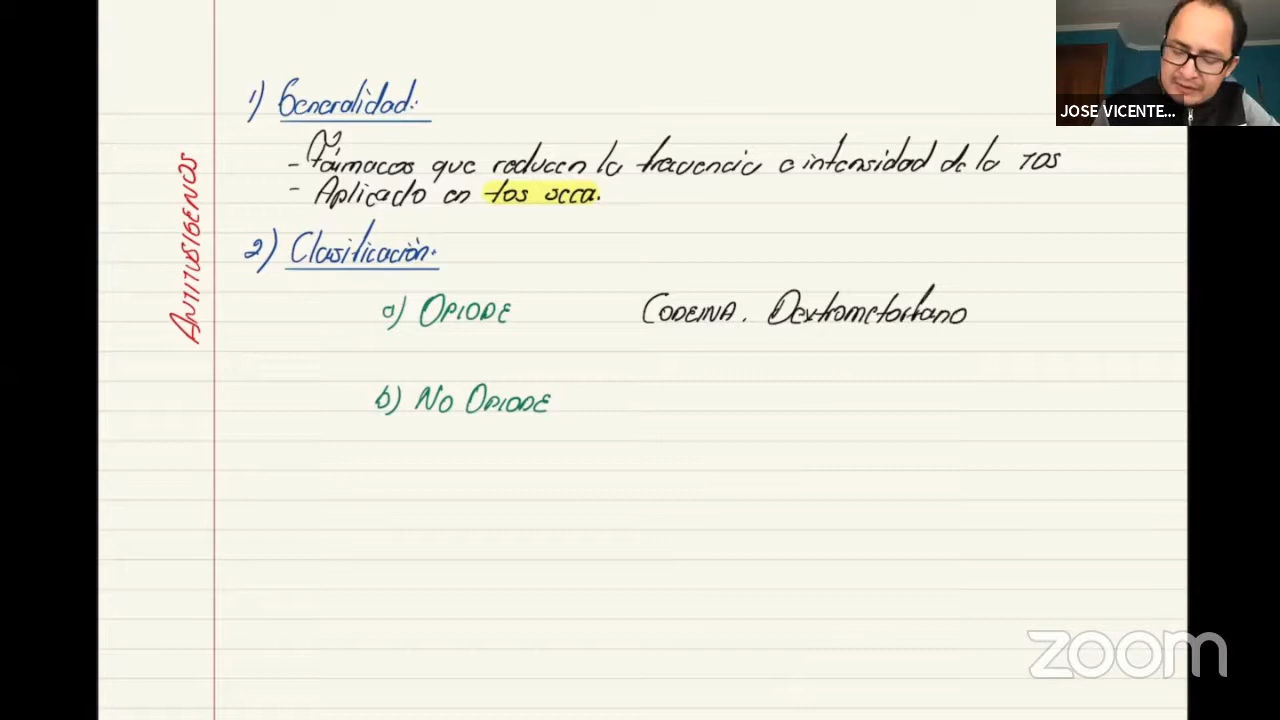 JOSE VICENTE...
ANTITUSIGENOS
1) Generalidad:
- Fármacos que reducen la frecuencia e intensidad de la TOS
- Aplicado en tos seca.
2) Clasificación:
a) OPIODE CODEINA. Dextrometorfano
b) NO OPIODE
zoom